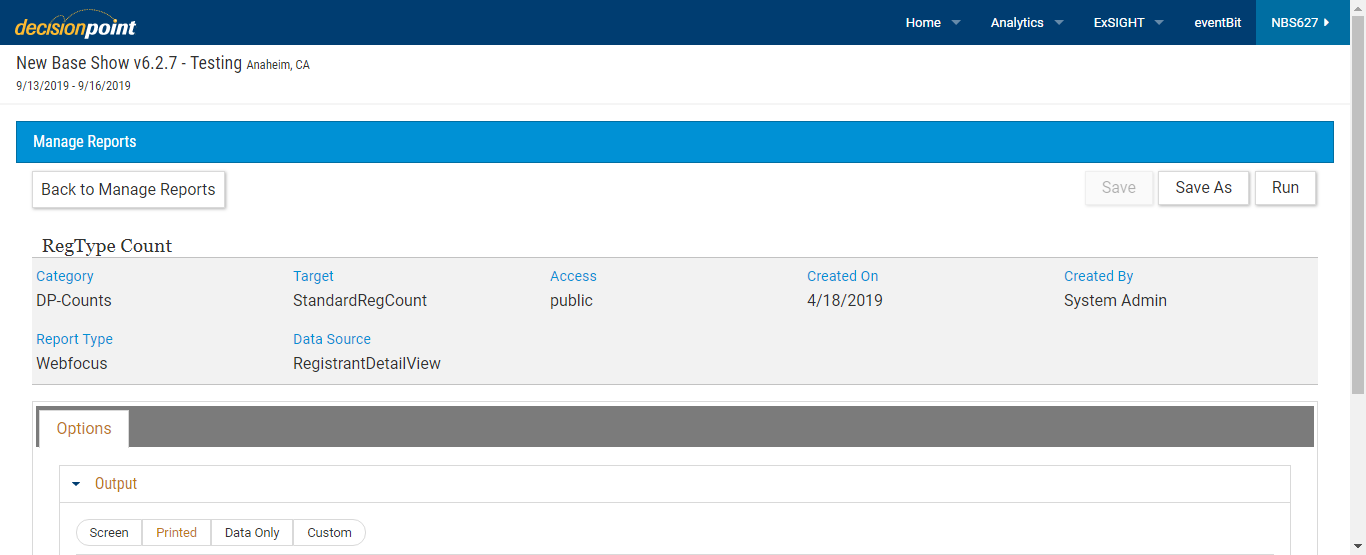 decisionpoint
Home Analytics ExSIGHT eventBit NBS627
New Base Show v6.2.7 - Testing Anaheim, CA
9/13/2019 - 9/16/2019
Manage Reports
Back to Manage Reports Save Save As Run
RegType Count
Category Target Access Created On Created By
DP-Counts StandardRegCount public 4/18/2019 System Admin
Report Type Data Source
Webfocus RegistrantDetailView
Options
Output
Screen Printed Data Only Custom